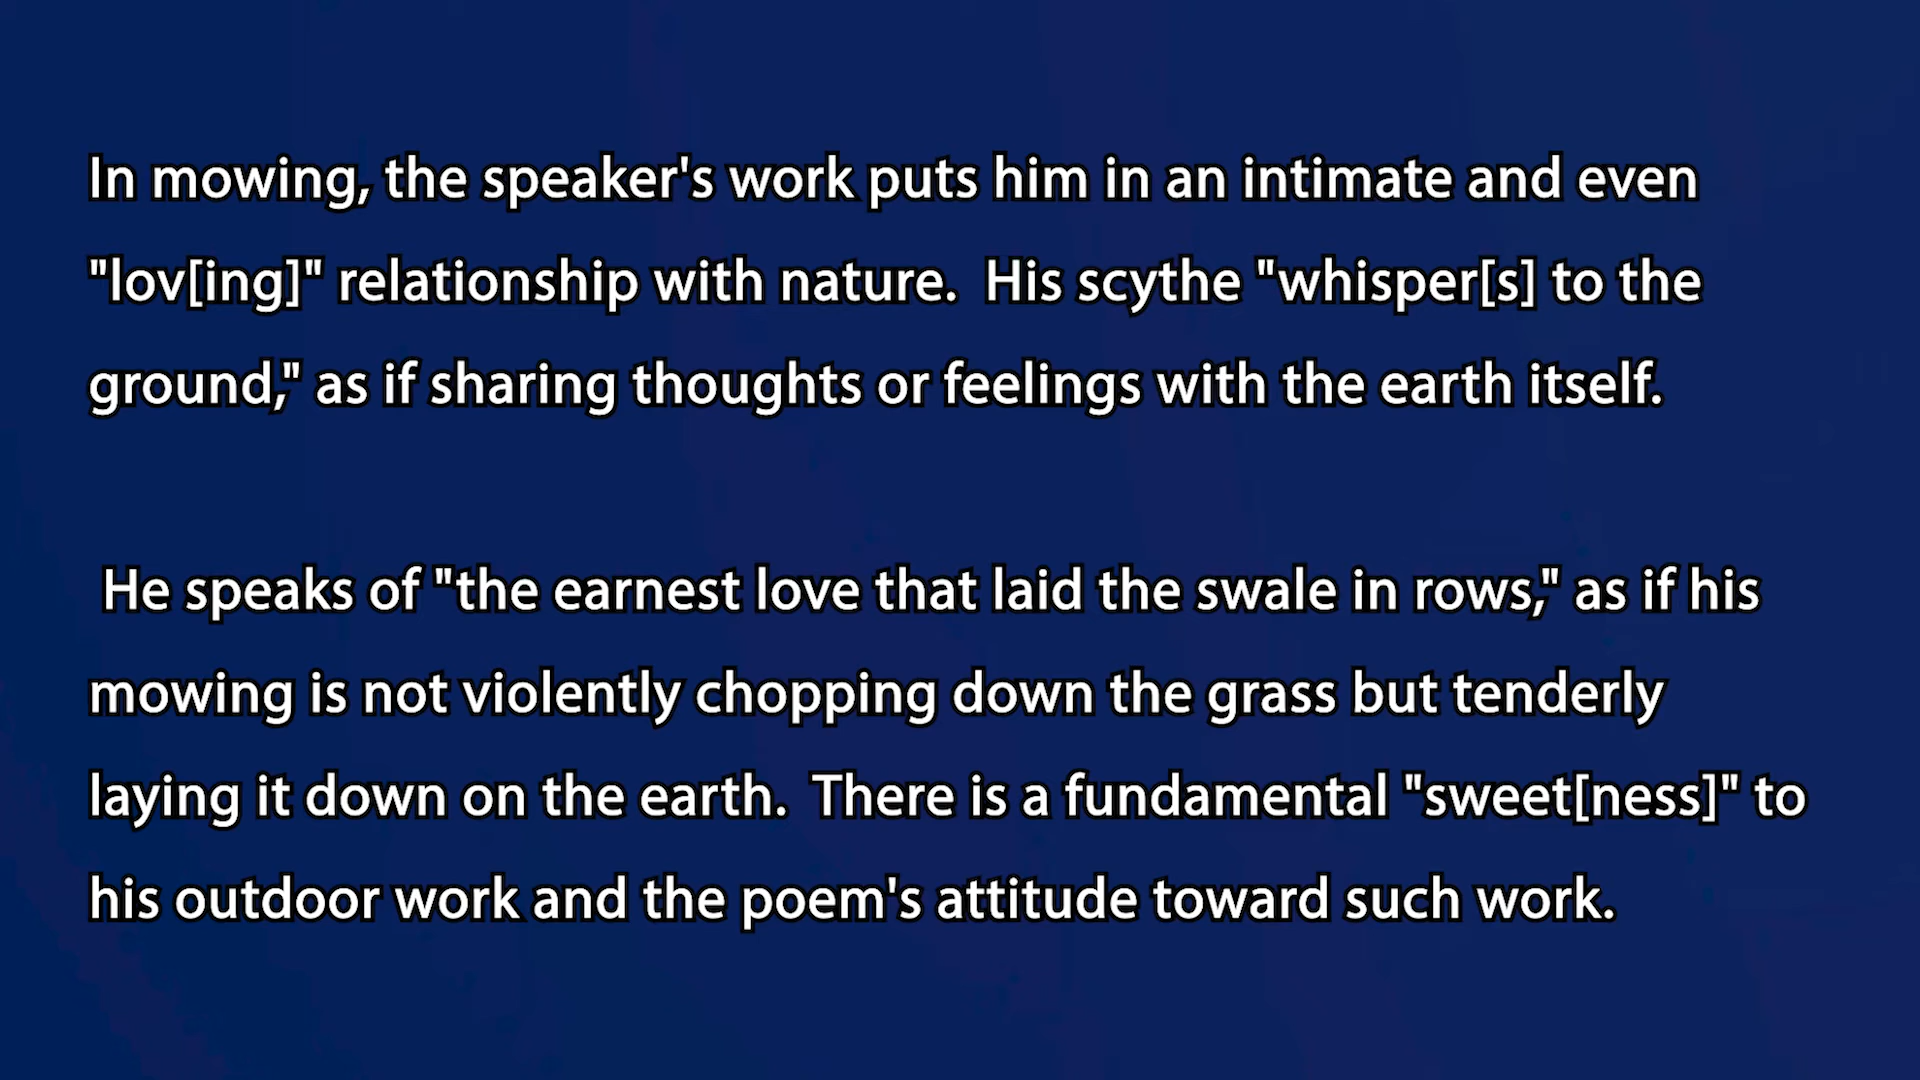 In mowing, the speaker's work puts him in an intimate and even
"lov[ing]" relationship with nature.  His scythe "whisper[s] to the
ground," as if sharing thoughts or feelings with the earth itself.
He speaks of "the earnest love that laid the swale in rows," as if his
mowing is not violently chopping down the grass but tenderly
laying it down on the earth.  There is a fundamental "sweet[ness]" to
his outdoor work and the poem's attitude toward such work.